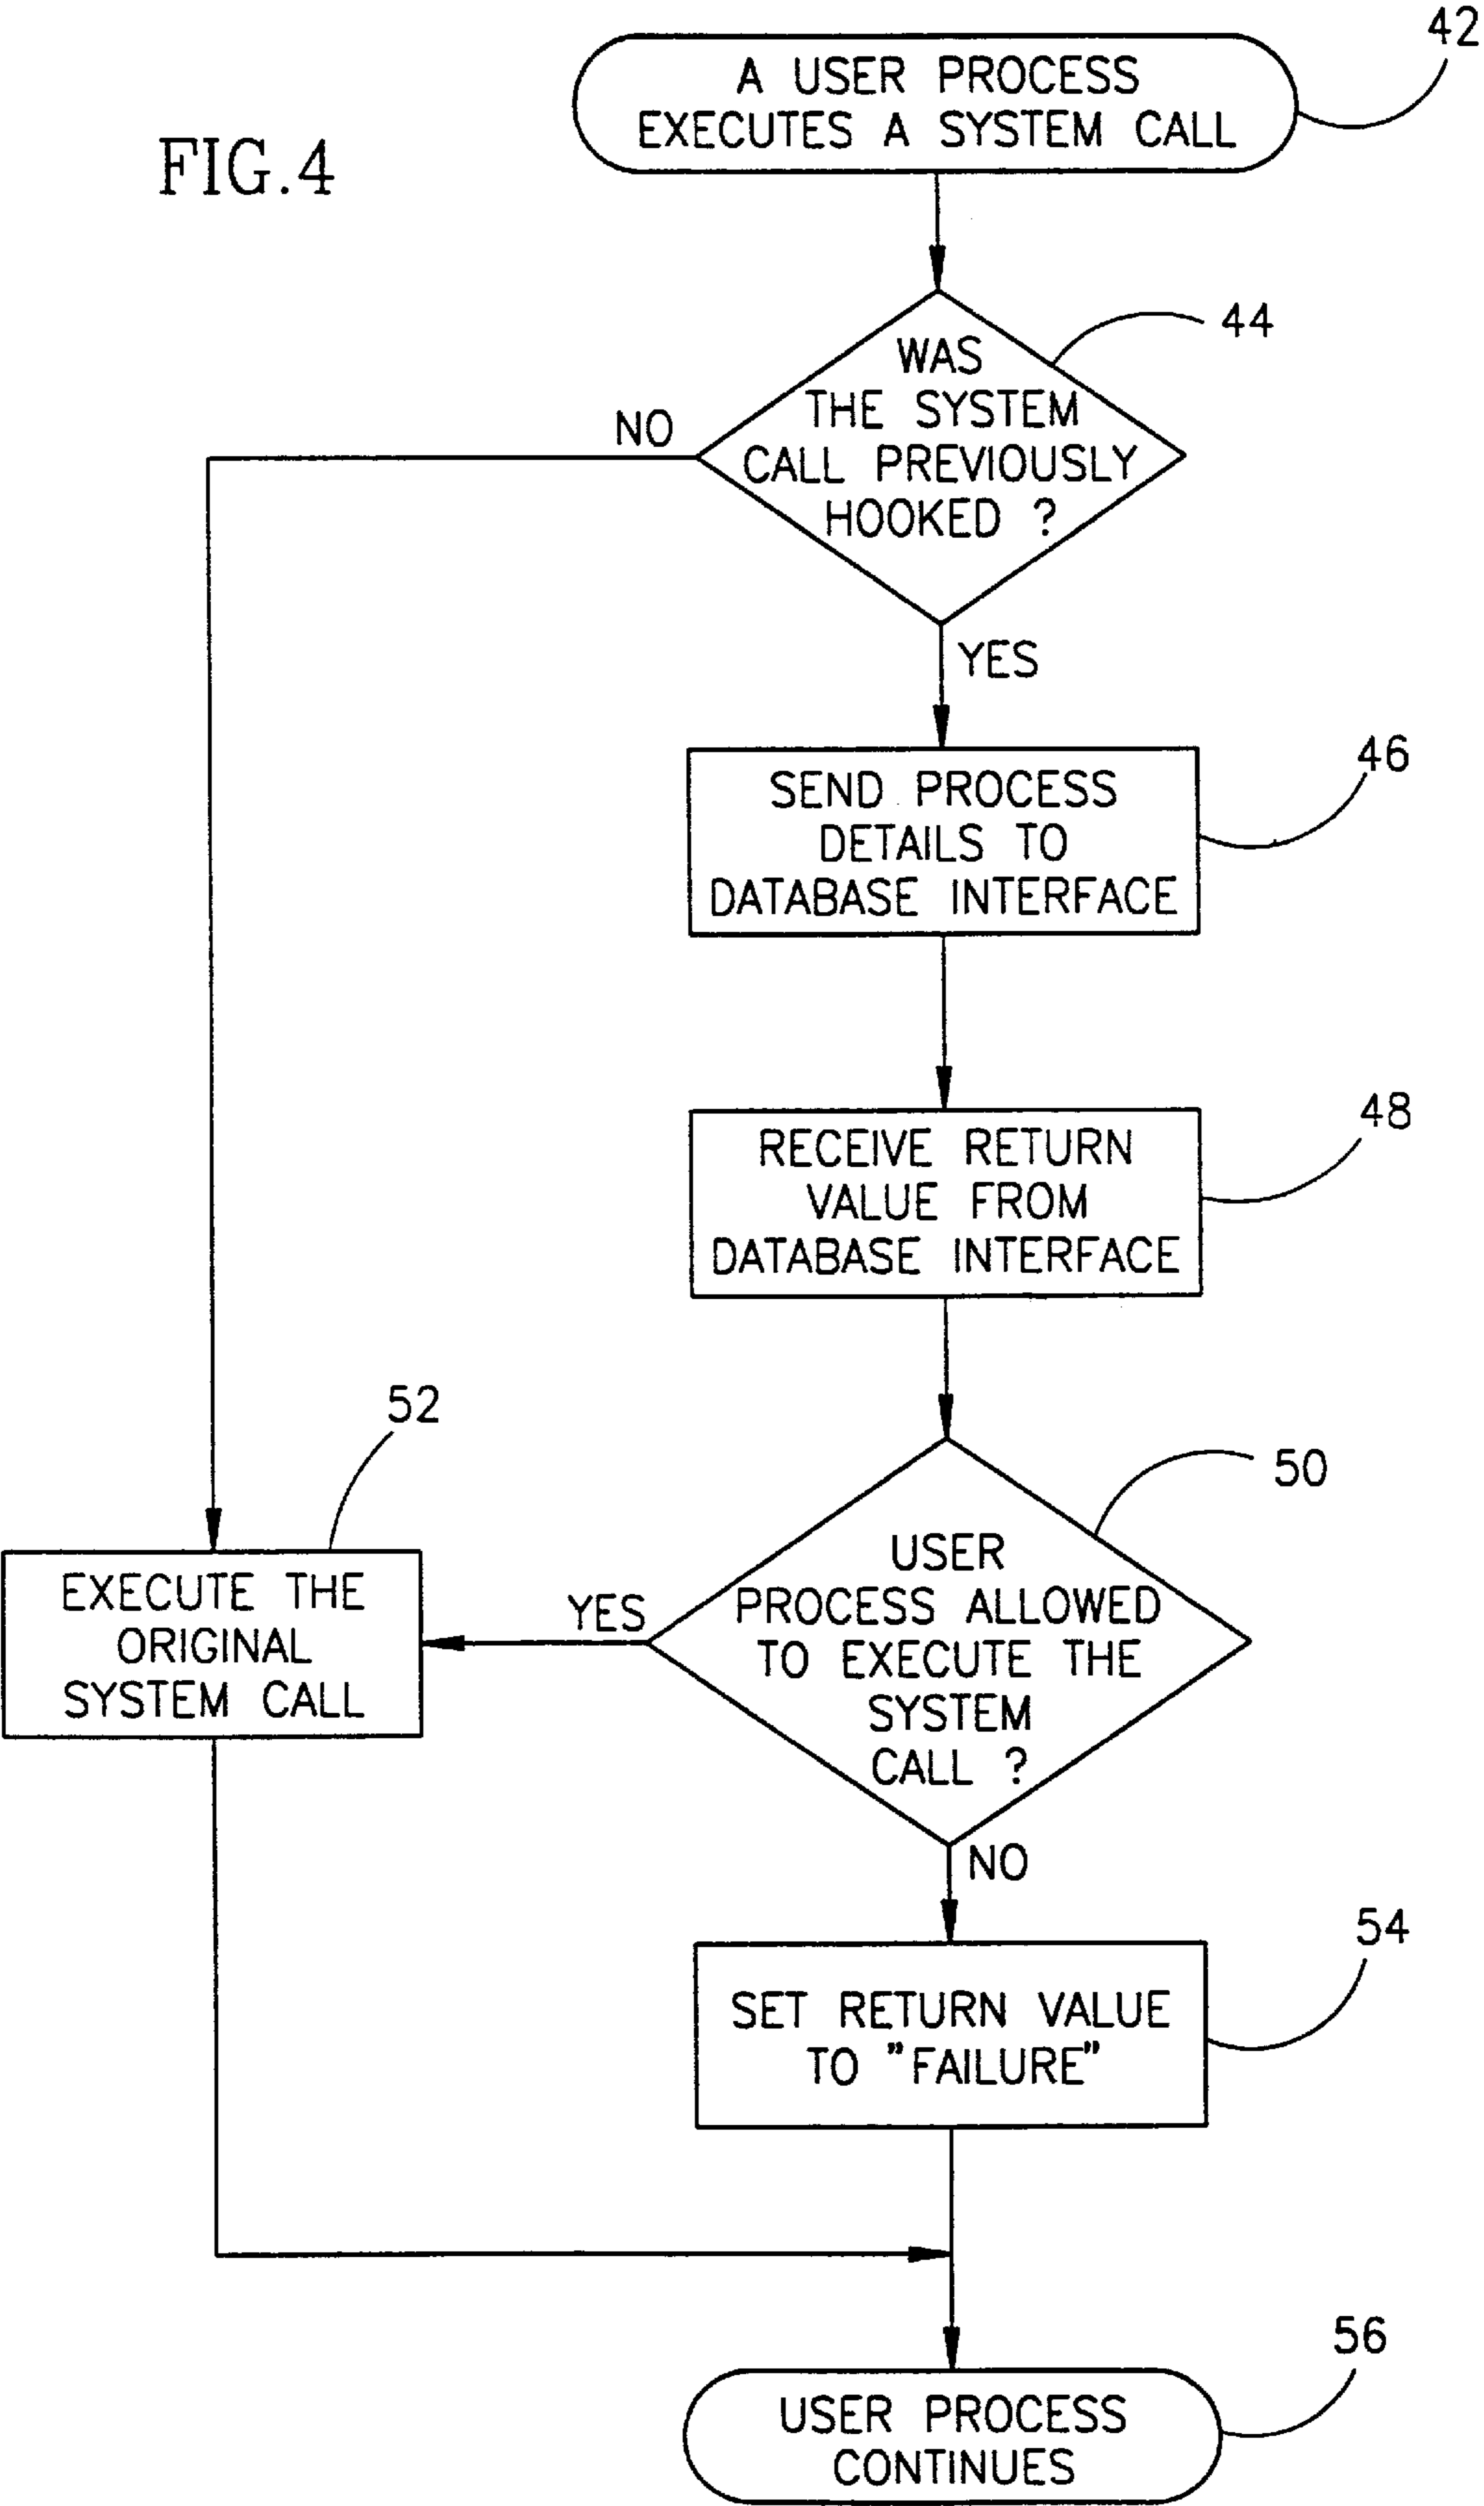 42
A USER PROCESS
EXECUTES A SYSTEM CALL
FIG.4
44
WAS
THE SYSTEM
CALL PREVIOUSLY
HOOKED ?
NO
YES
46
SEND PROCESS
DETAILS TO
DATABASE INTERFACE
48
RECEIVE RETURN
VALUE FROM
DATABASE INTERFACE
52
50
EXECUTE THE
ORIGINAL
SYSTEM CALL
YES
USER
PROCESS ALLOWED
TO EXECUTE THE
SYSTEM
CALL ?
NO
54
SET RETURN VALUE
TO "FAILURE"
56
USER PROCESS
CONTINUES